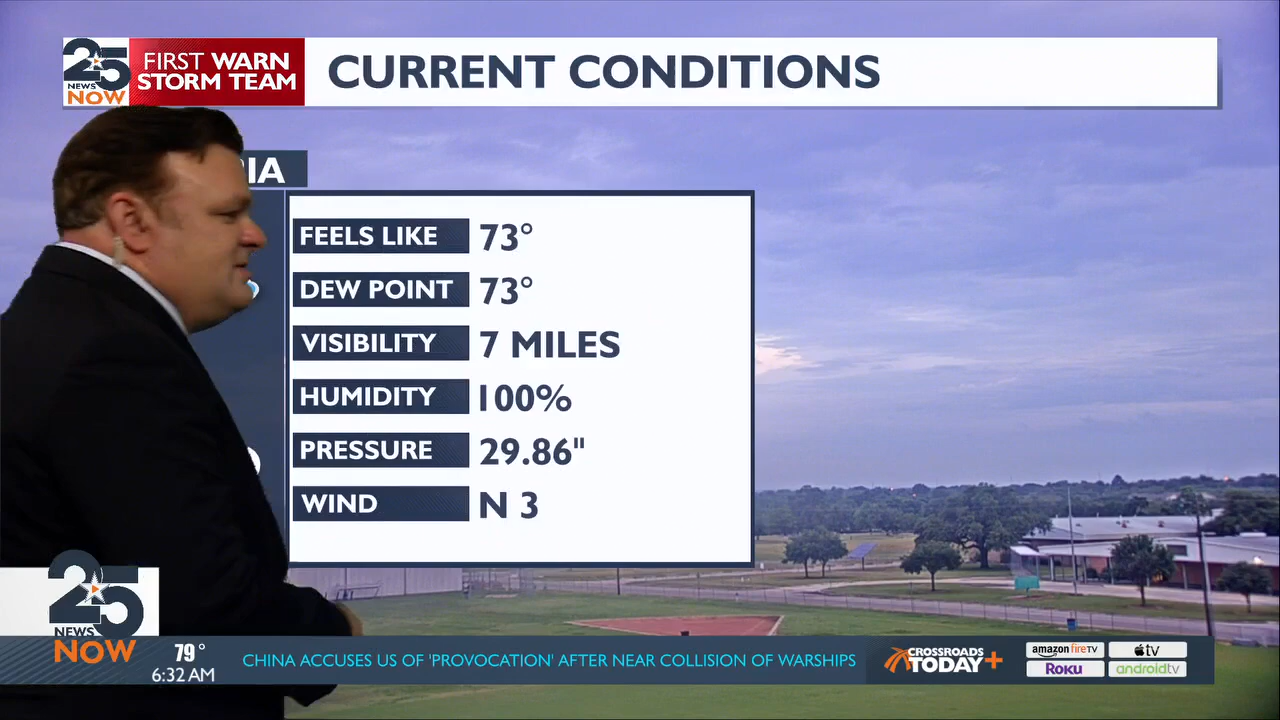 25
NEWS
NOW
FIRST WARN
STORM TEAM
CURRENT CONDITIONS
FEELS LIKE 73°
DEW POINT 73°
VISIBILITY 7 MILES
HUMIDITY 100%
PRESSURE 29.86"
WIND N 3
25
NEWS
NOW
79°
6:32 AM
CHINA ACCUSES US OF 'PROVOCATION' AFTER NEAR COLLISION OF WARSHIPS
CROSSROADS
TODAY+
amazon fireTV
tv
ROKU
androidtv